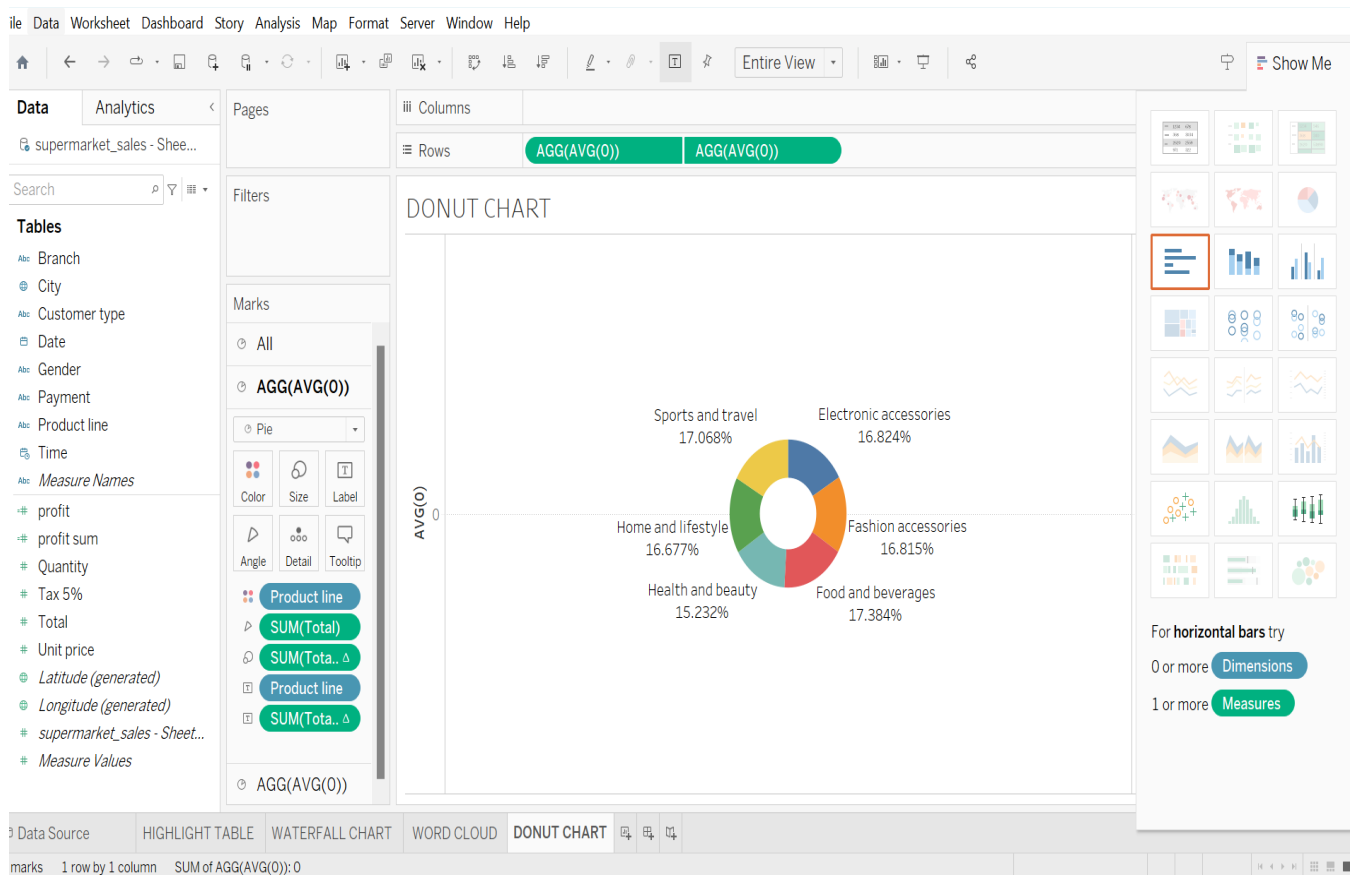 ile Data Worksheet Dashboard Story Analysis Map Format Server Window Help
Entire View
Show Me
Data Analytics
supermarket_sales - Shee...
Search
Tables
Abc Branch
City
Abc Customer type
Date
Abc Gender
Abc Payment
Abc Product line
Time
Abc Measure Names
# profit
=# profit sum
# Quantity
# Tax 5%
# Total
# Unit price
Latitude (generated)
Longitude (generated)
# supermarket_sales - Sheet...
# Measure Values
Pages
Filters
Marks
All
AGG(AVG(0))
Pie
Color Size Label
Angle Detail Tooltip
Product line
SUM(Total)
SUM(Tota.. Δ
Product line
SUM(Tota.. Δ
AGG(AVG(0))
iii Columns
Rows AGG(AVG(0)) AGG(AVG(0))
DONUT CHART
AVG(0)
0
Sports and travel
17.068%
Electronic accessories
16.824%
Home and lifestyle
16.677%
Fashion accessories
16.815%
Health and beauty
15.232%
Food and beverages
17.384%
For horizontal bars try
0 or more Dimensions
1 or more Measures
Data Source HIGHLIGHT TABLE WATERFALL CHART WORD CLOUD DONUT CHART
marks 1 row by 1 column SUM of AGG(AVG(0)): 0